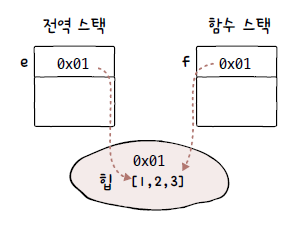 전역 스택 함수 스택
e 0x01 f 0x01
0x01
힙 [1,2,3]